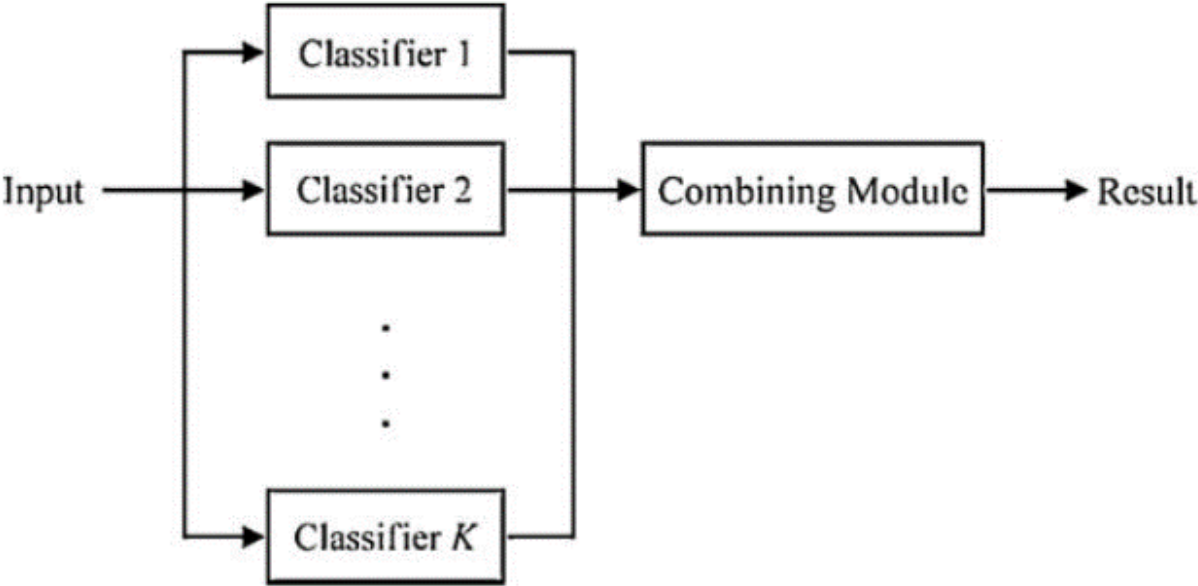 Classifier 1
Input
Classifier 2
Combining Module
Result
Classifier K